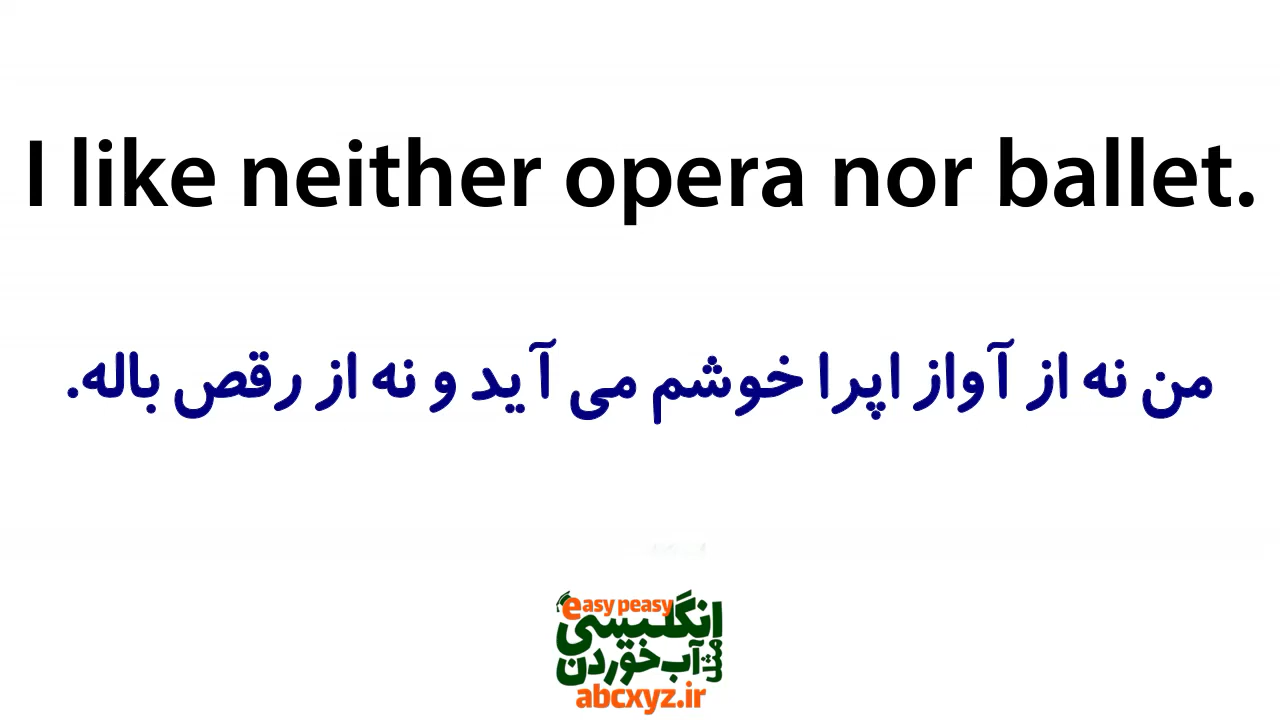 I like neither opera nor ballet.
من نه از آواز اپرا خوشم می آید و نه از رقص باله.
easy peasy
انگلیسی
مثل آب خوردن
abcxyz.ir